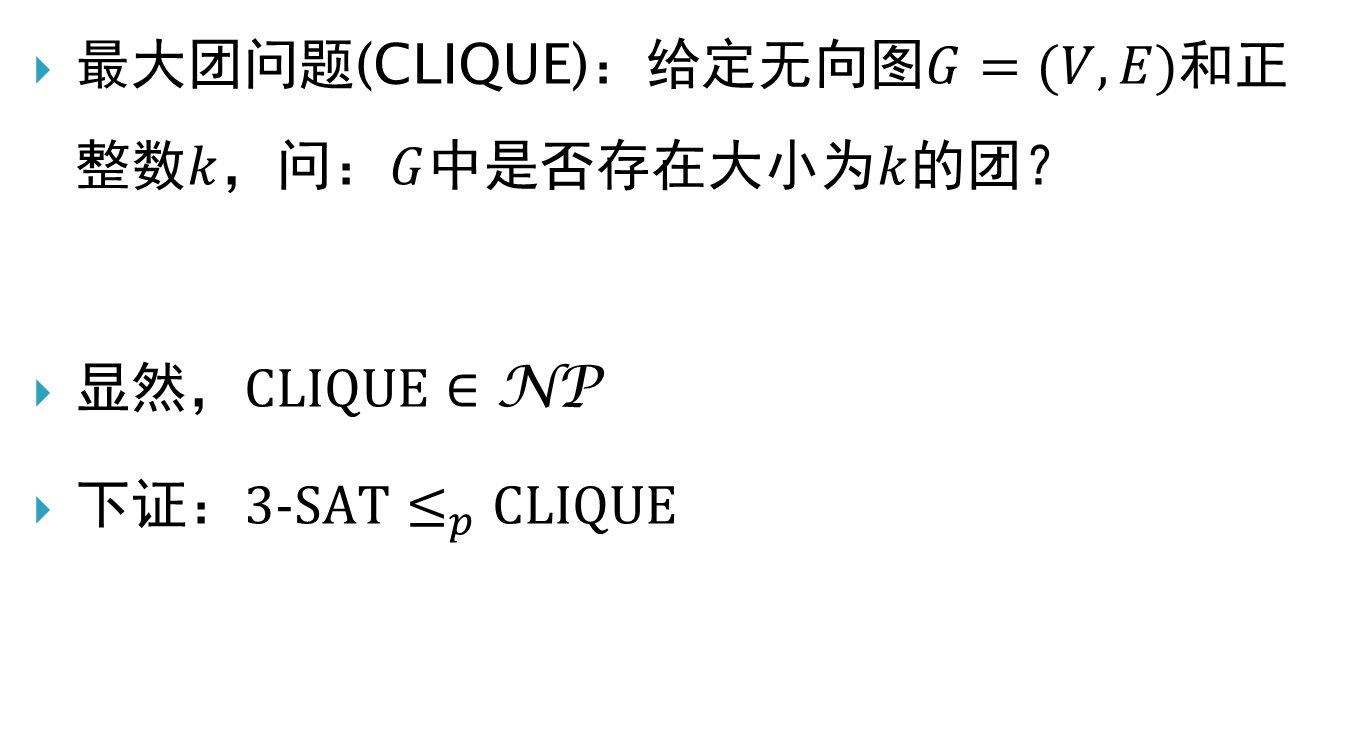 最大团问题(CLIQUE)：给定无向图𝐺 = (𝑉, 𝐸)和正
整数𝑘，问：𝐺中是否存在大小为𝑘的团？
显然，CLIQUE ∈ 𝒩𝒫
下证：3-SAT ≤𝑝 CLIQUE